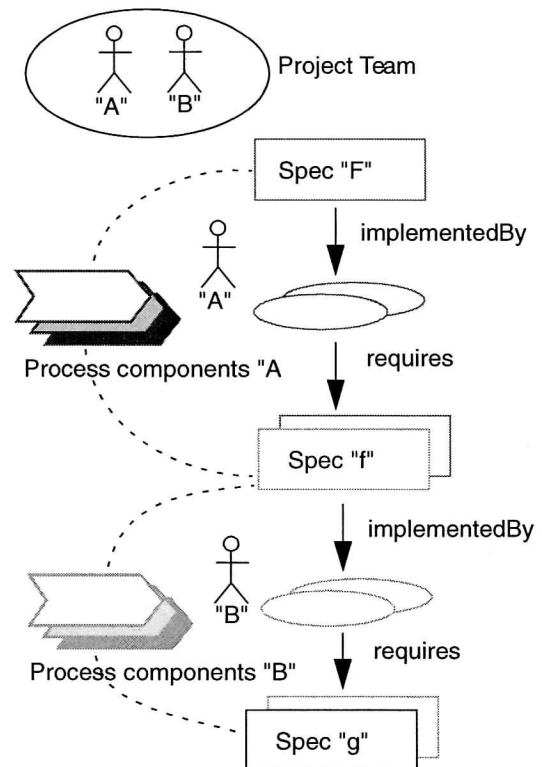 Project Team
"A" "B"
Spec "F"
implementedBy
"A"
Process components "A
requires
Spec "f"
implementedBy
"B"
requires
Process components "B"
Spec "g"